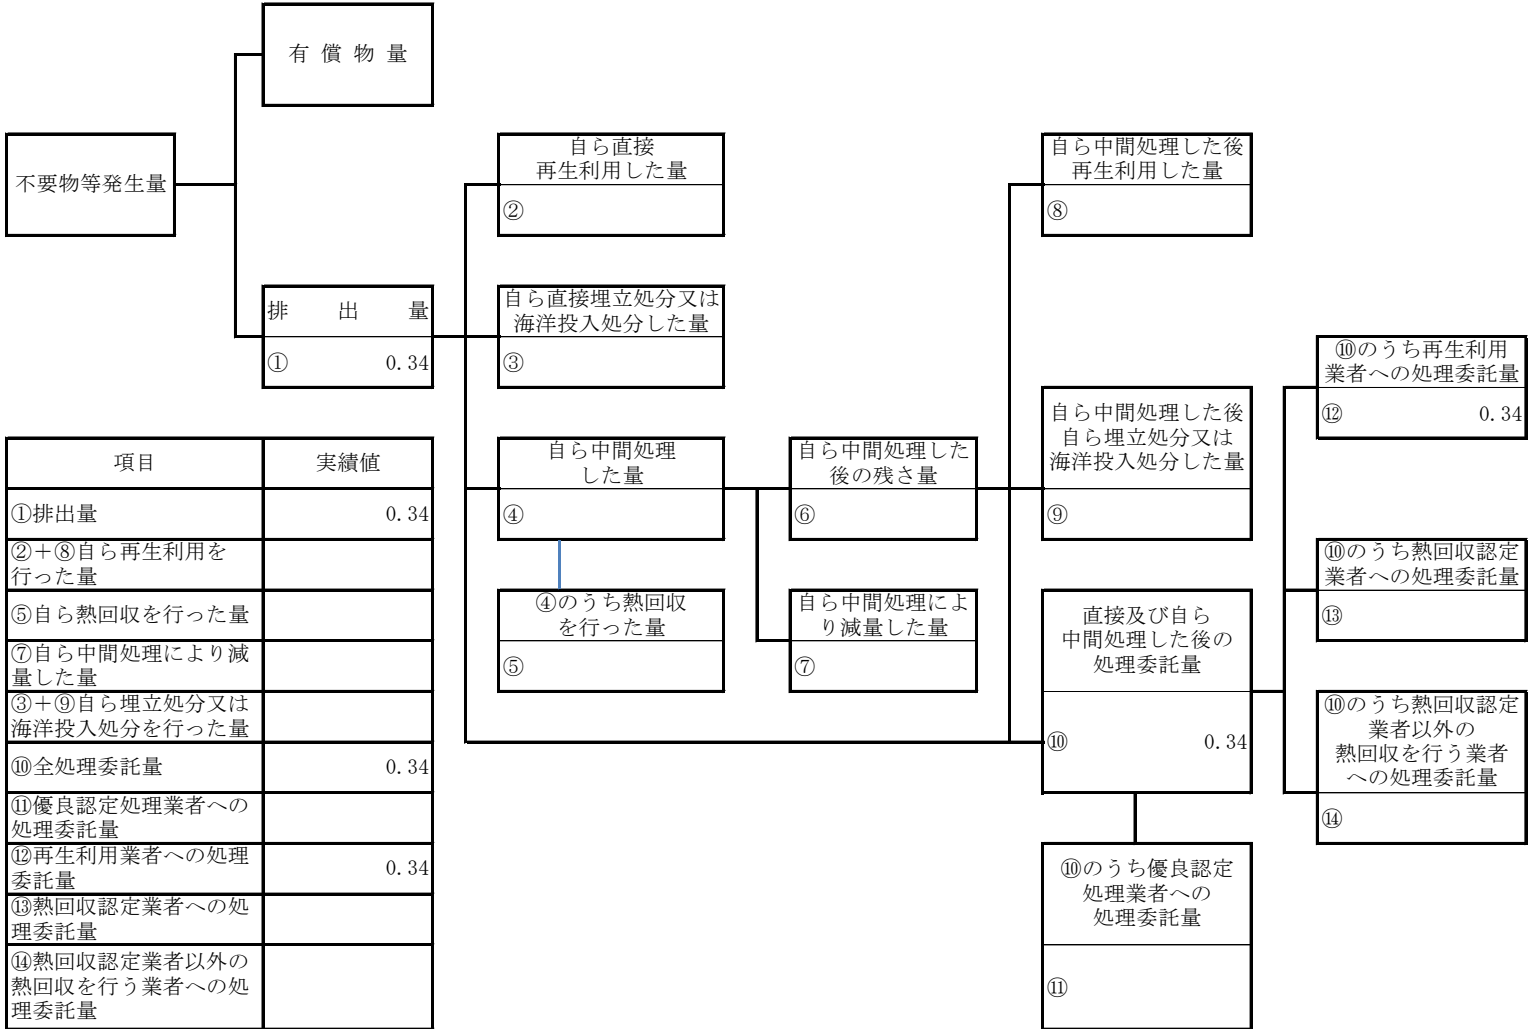 有償物量
不要物等発生量
自ら直接
再生利用した量
②
自ら中間処理した後
再生利用した量
⑧
排出量
① 0.34
自ら直接埋立処分又は
海洋投入処分した量
③
⑩のうち再生利用
業者への処理委託量
⑫ 0.34
自ら中間処理
した量
④
自ら中間処理した
後の残さ量
⑥
自ら中間処理した後
自ら埋立処分又は
海洋投入処分した量
⑨
⑩のうち熱回収認定
業者への処理委託量
⑬
④のうち熱回収
を行った量
⑤
自ら中間処理によ
り減量した量
⑦
直接及び自ら
中間処理した後の
処理委託量
⑩ 0.34
⑩のうち熱回収認定
業者以外の
熱回収を行う業者
への処理委託量
⑭
⑩のうち優良認定
処理業者への
処理委託量
⑪
項目 実績値
①排出量 0.34
②＋⑧自ら再生利用を
行った量
⑤自ら熱回収を行った量
⑦自ら中間処理により減
量した量
③＋⑨自ら埋立処分又は
海洋投入処分を行った量
⑩全処理委託量 0.34
⑪優良認定処理業者への
処理委託量
⑫再生利用業者への処理
委託量 0.34
⑬熱回収認定業者への処
理委託量
⑭熱回収認定業者以外の
熱回収を行う業者への処
理委託量